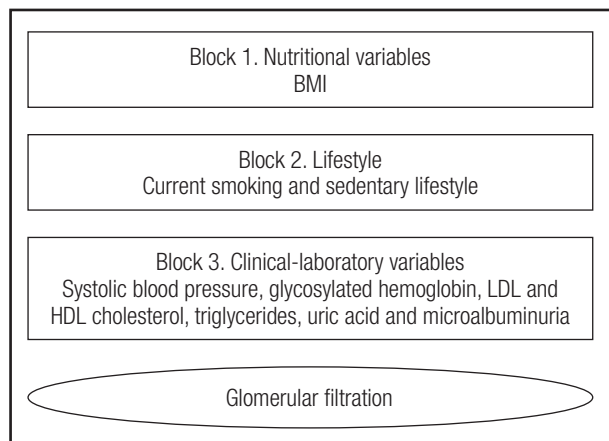 Block 1. Nutritional variables
BMI
Block 2. Lifestyle
Current smoking and sedentary lifestyle
Block 3. Clinical-laboratory variables
Systolic blood pressure, glycosylated hemoglobin, LDL and
HDL cholesterol, triglycerides, uric acid and microalbuminuria
Glomerular filtration